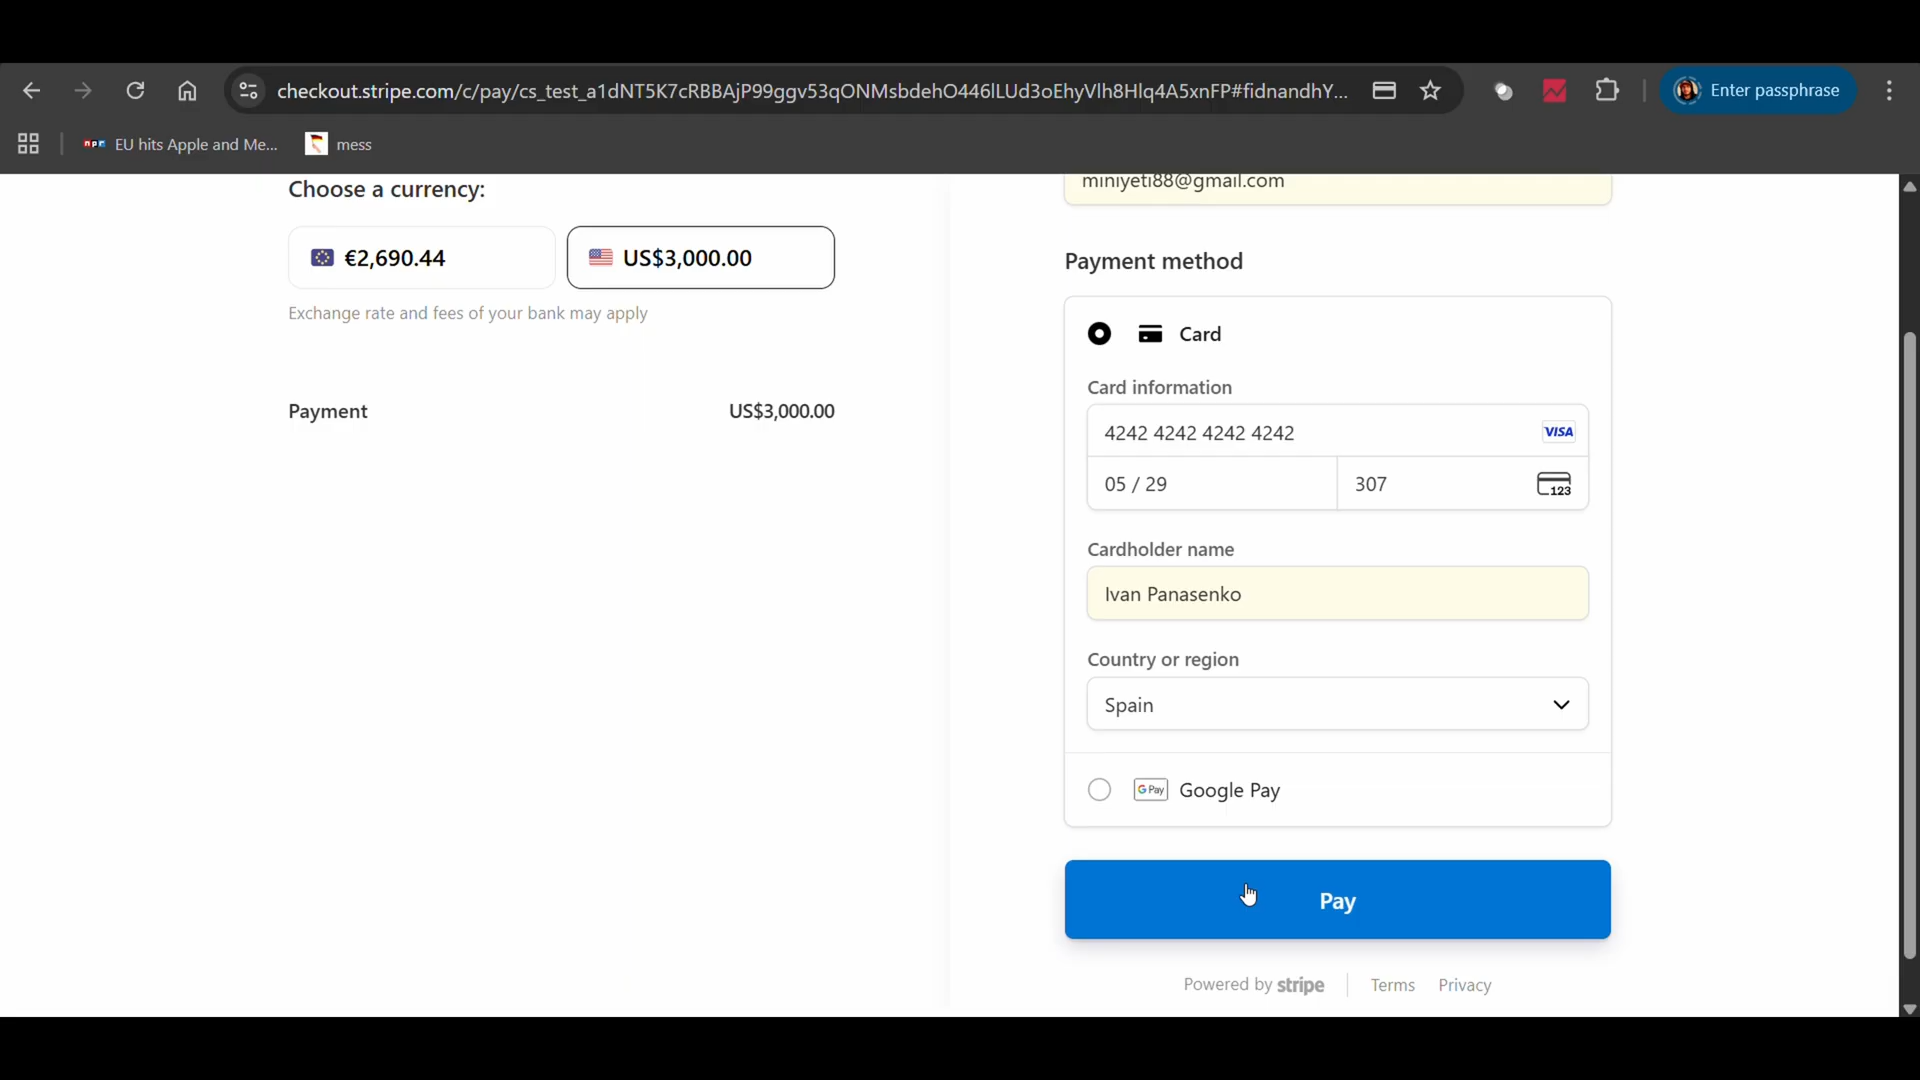 checkout.stripe.com/c/pay/cs_test_a1dNT5K7cRBBAjP99ggv53qONMsbdehO446lLUd3oEhyVlh8Hlq4A5xnFP#fidnandhY...
Enter passphrase
npr EU hits Apple and Me...
mess
Choose a currency:
€2,690.44
US$3,000.00
Exchange rate and fees of your bank may apply
Payment US$3,000.00
miniyeti88@gmail.com
Payment method
Card
Card information
4242 4242 4242 4242 VISA
05 / 29 307 123
Cardholder name
Ivan Panasenko
Country or region
Spain
G Pay Google Pay
Pay
Powered by stripe Terms Privacy